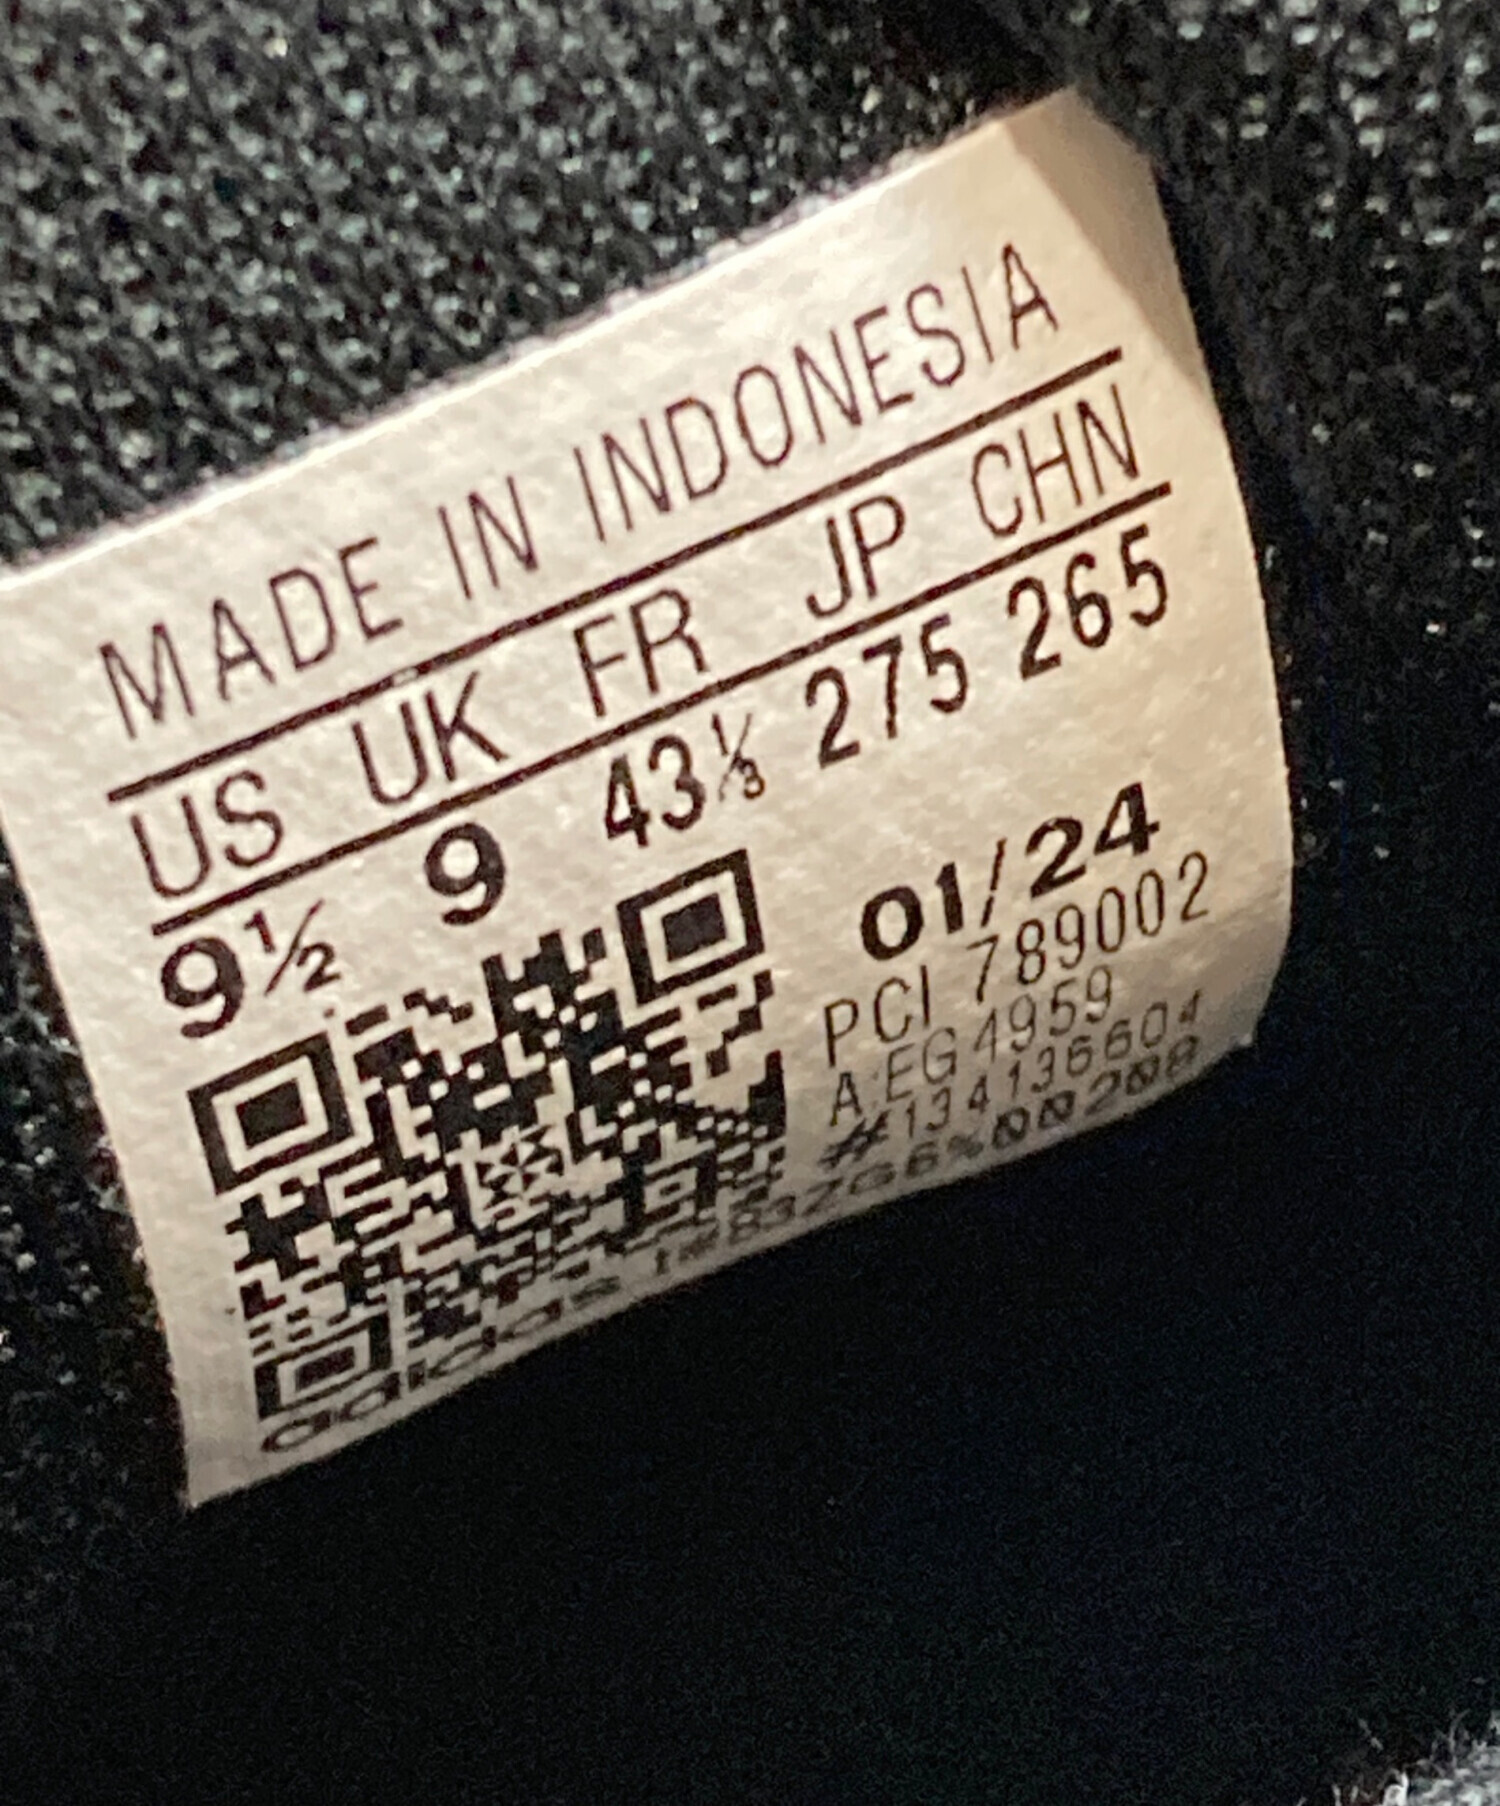 MADE IN INDONESIA
US UK FR JP CHN
9½ 9 43⅓ 275 265
01/24
PCI 789002
A:EG4959
#134136604
adidas